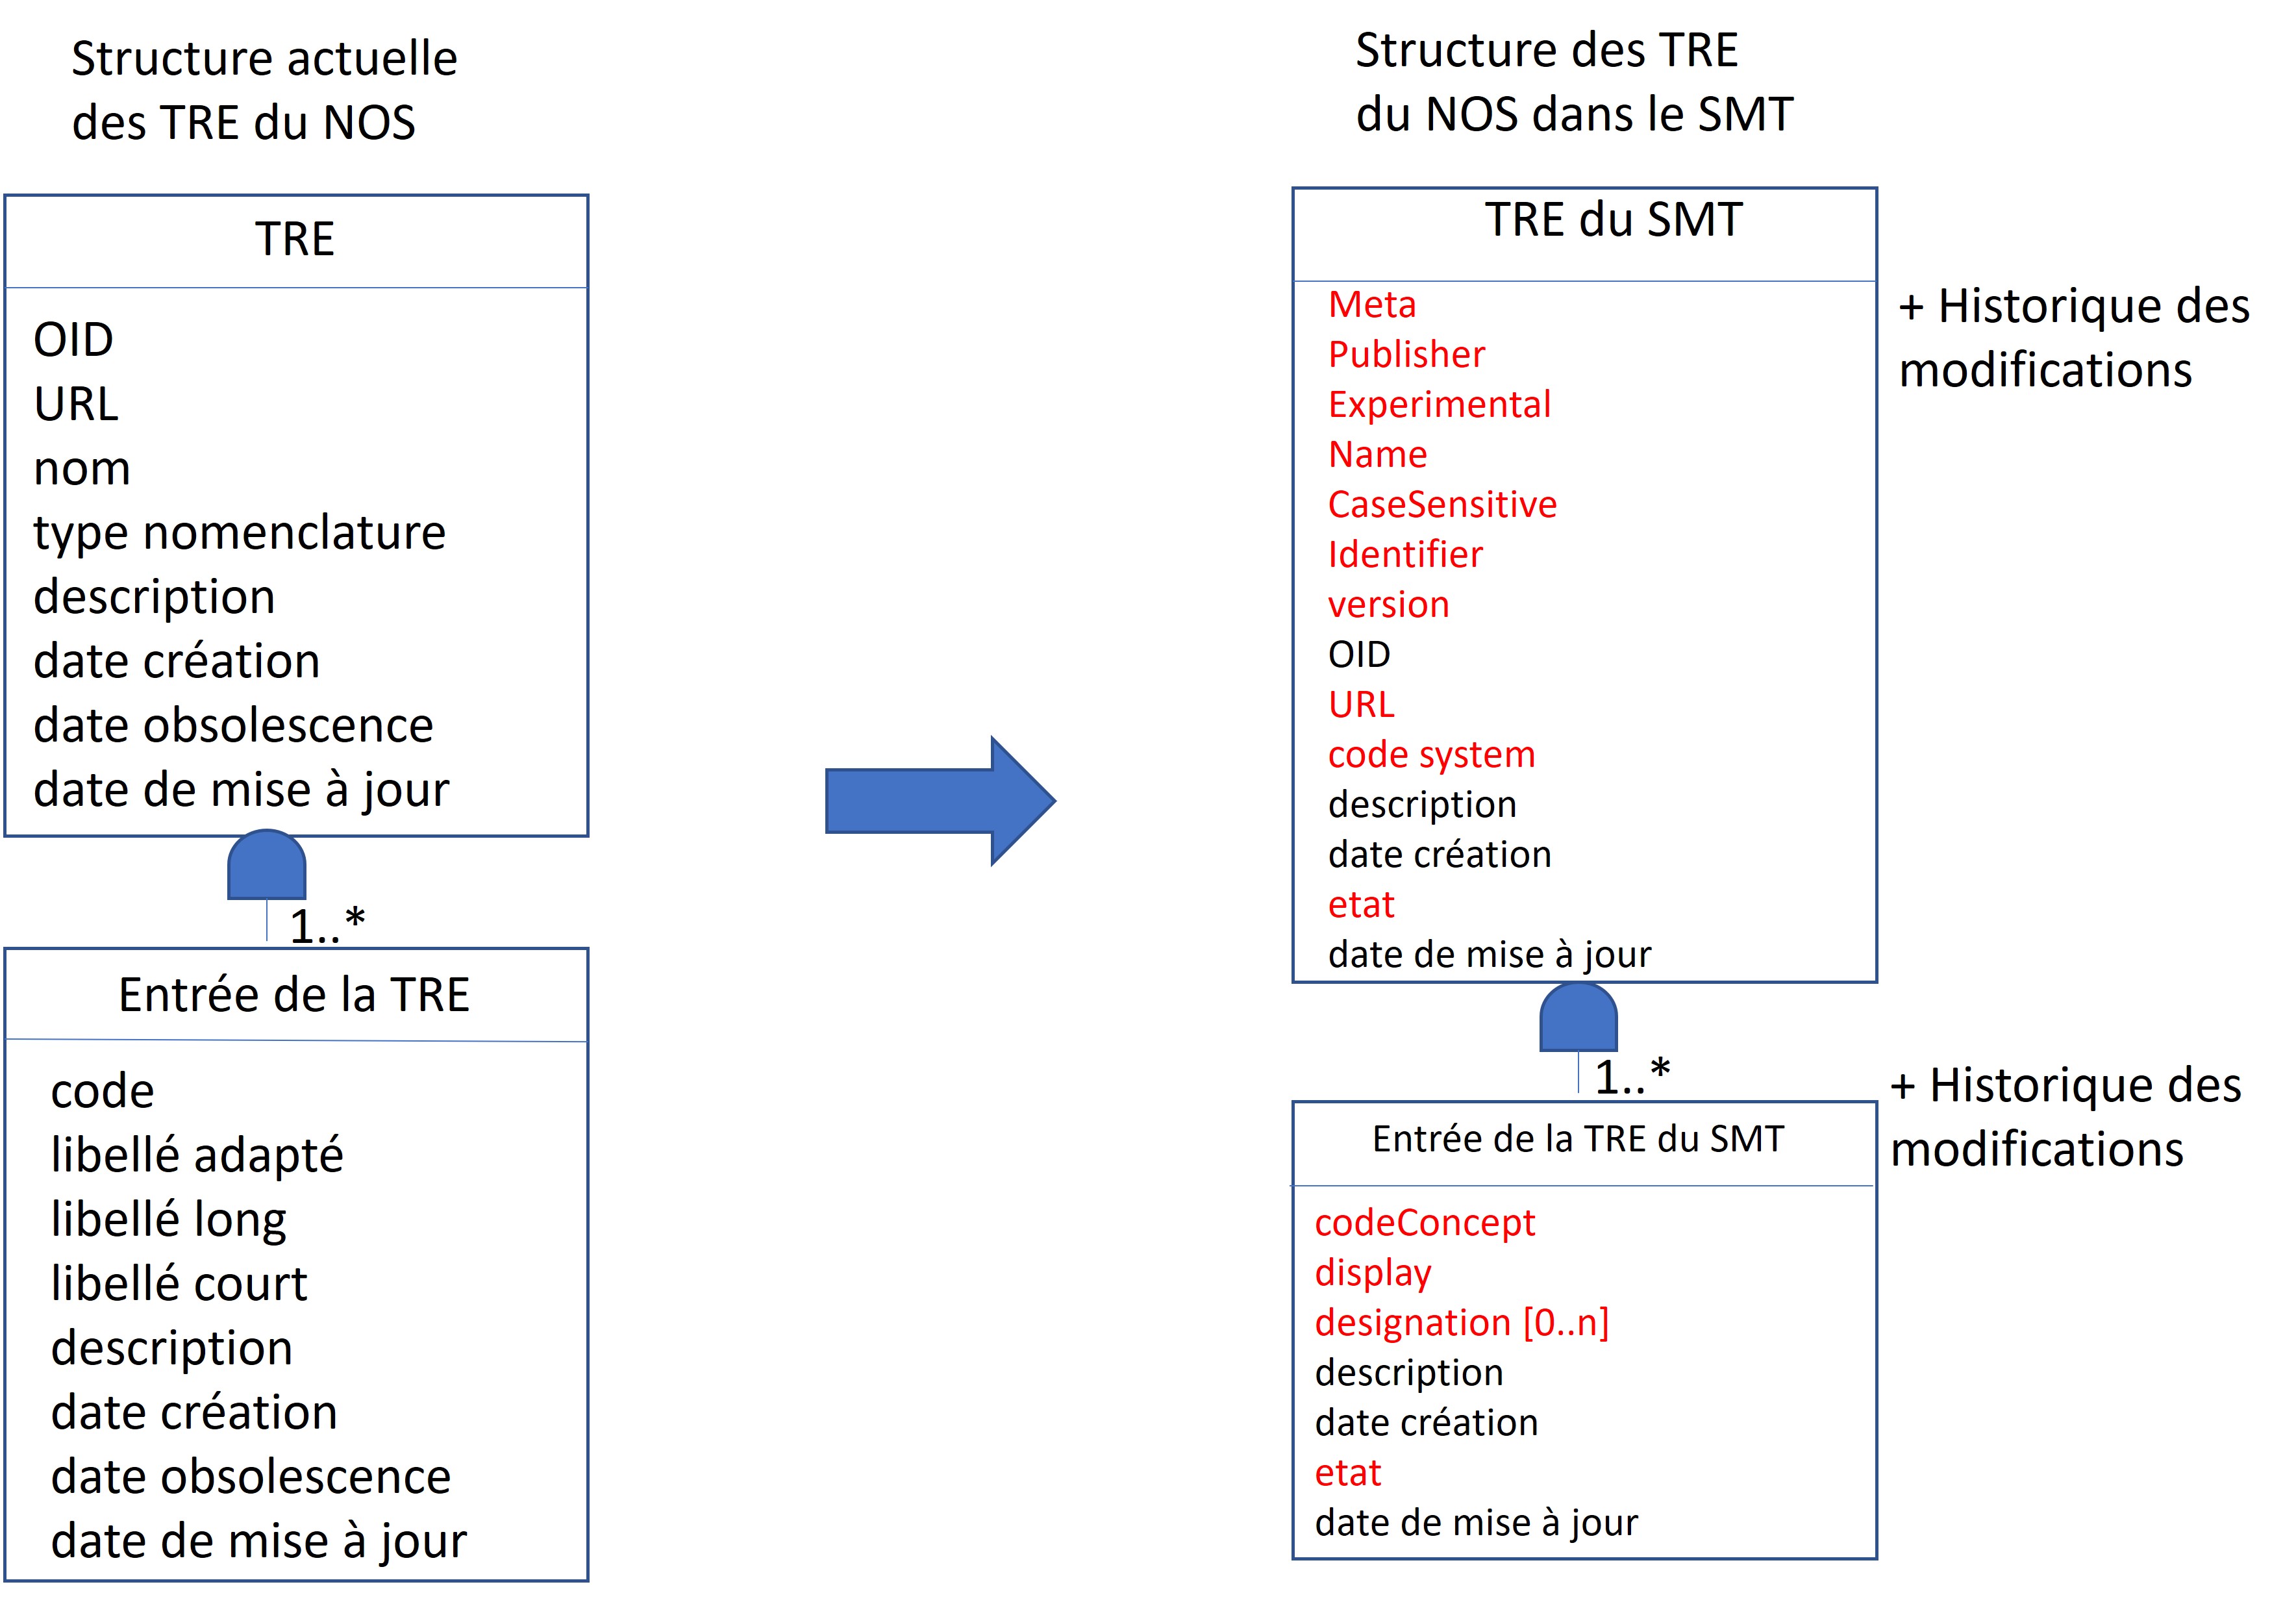 Structure actuelle
des TRE du NOS
TRE
OID
URL
nom
type nomenclature
description
date création
date obsolescence
date de mise à jour
1..*
Entrée de la TRE
code
libellé adapté
libellé long
libellé court
description
date création
date obsolescence
date de mise à jour
Structure des TRE
du NOS dans le SMT
TRE du SMT
Meta
Publisher
Experimental
Name
CaseSensitive
Identifier
version
OID
URL
code system
description
date création
etat
date de mise à jour
+ Historique des
modifications
1..*
Entrée de la TRE du SMT
codeConcept
display
designation [0..n]
description
date création
etat
date de mise à jour
+ Historique des
modifications